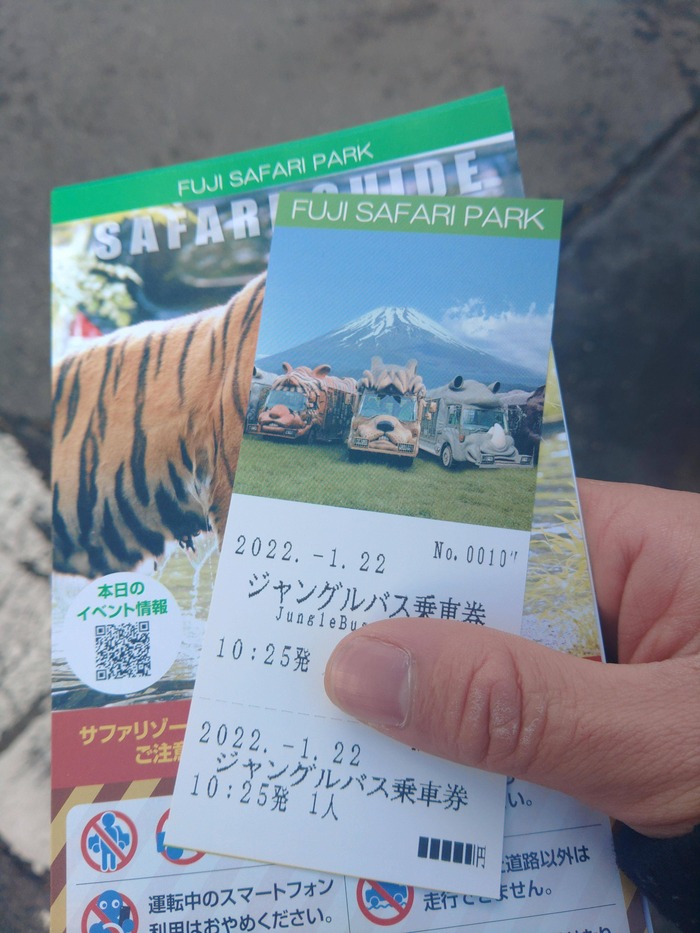 FUJI SAFARI PARK
SAFARI GUIDE
FUJI SAFARI PARK
2022.-1.22
No.0010
ジャングルバス乗車券
JungleBus
10:25発
2022.-1.22
ジャングルバス乗車券
10:25発 1人
円
本日の
イベント情報
サファリゾー
ご注意
運転中のスマートフォン
利用はおやめください。
い。
道路以外は
走行できません。